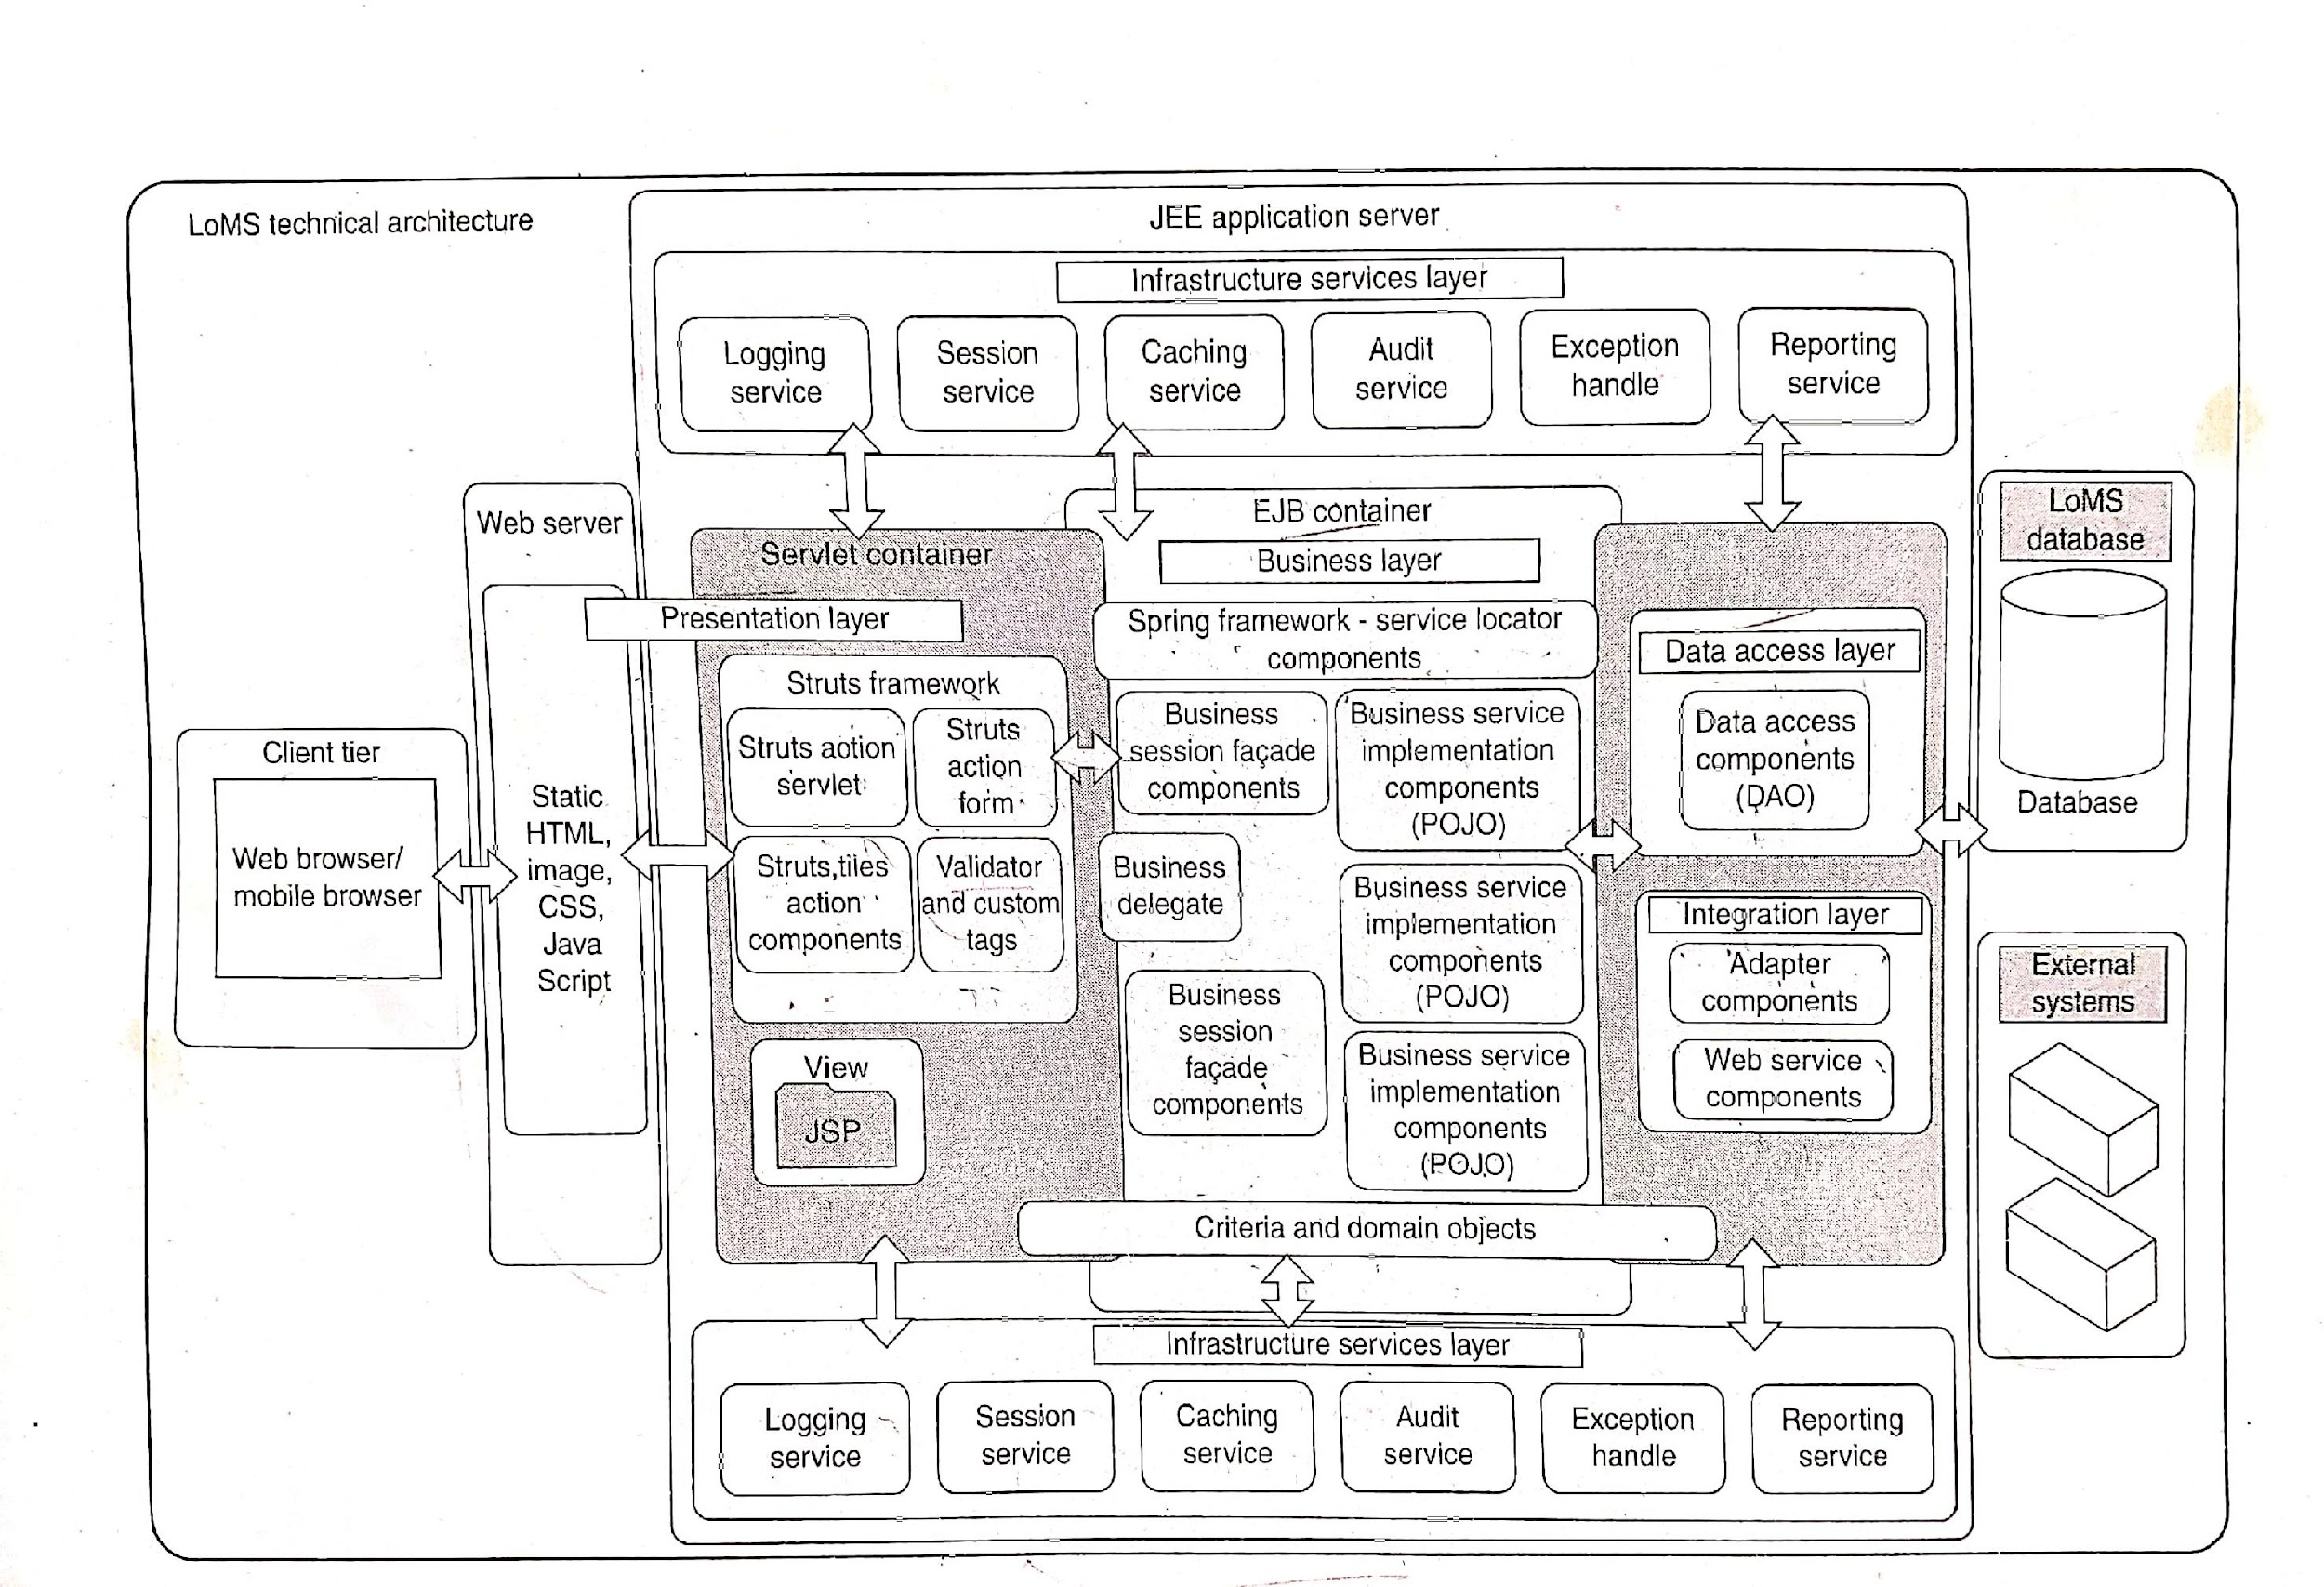 LoMS technical architecture
JEE application server
Infrastructure services layer
Logging
service
Session
service
Caching
service
Audit
service
Exception
handle
Reporting
service
Client tier
Web browser/
mobile browser
Web server
Static
HTML,
image,
CSS,
Java
Script
Servlet container
Presentation layer
Struts framework
Struts action
servlet
Struts
action
form
Struts,tiles
action
components
Validator
and custom
tags
View
JSP
EJB container
Business layer
Spring framework - service locator
components
Business
session façade
components
Business service
implementation
components
(POJO)
Business
delegate
Business service
implementation
components
(POJO)
Business
session
façade
components
Business service
implementation
components
(POJO)
Criteria and domain objects
Data access layer
Data access
components
(DAO)
Integration layer
Adapter
components
Web service
components
LoMS
database
Database
External
systems
Infrastructure services layer
Logging
service
Session
service
Caching
service
Audit
service
Exception
handle
Reporting
service